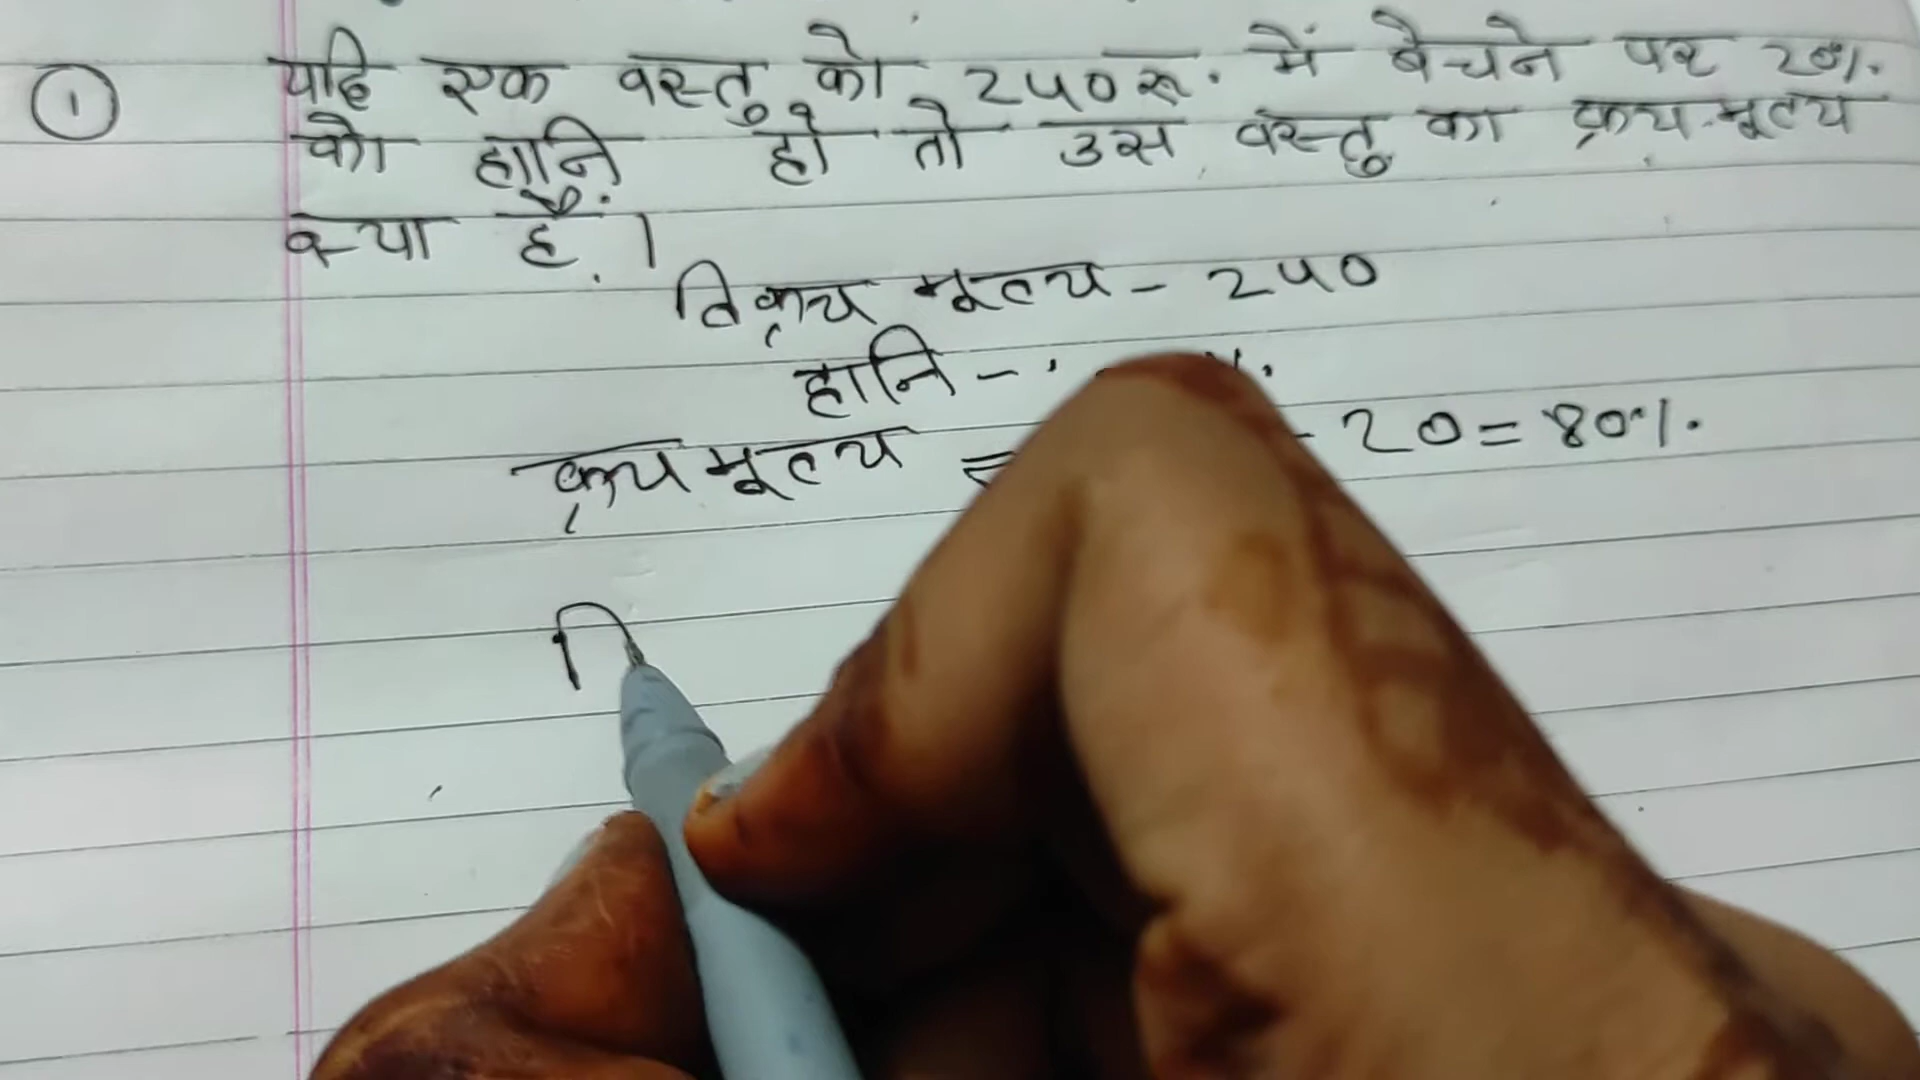 ① यदि एक वस्तु को 240रू. में बेचने पर 20%.
को हानि हो तो उस वस्तु का क्रय-मूल्य
क्या है ।
विक्रय मूल्य - 240
हानि -
क्रय मूल्य = - 20 = 80%.